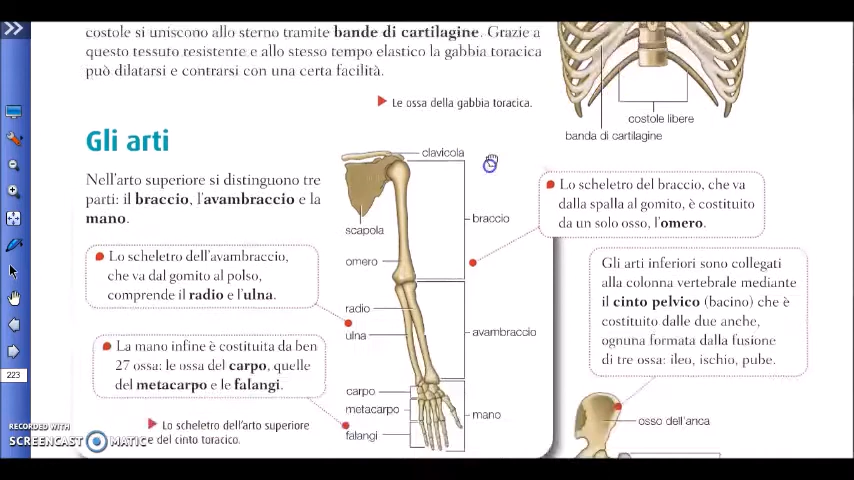 costole si uniscono allo sterno tramite bande di cartilagine. Grazie a
questo tessuto resistente e allo stesso tempo elastico la gabbia toracica
può dilatarsi e contrarsi con una certa facilità.
Le ossa della gabbia toracica.
costole libere
banda di cartilagine
Gli arti
Nell'arto superiore si distinguono tre
parti: il braccio, l'avambraccio e la
mano.
clavicola
scapola
braccio
omero
radio
ulna
avambraccio
carpo
metacarpo
mano
falangi
Lo scheletro del braccio, che va
dalla spalla al gomito, è costituito
da un solo osso, l'omero.
Lo scheletro dell'avambraccio,
che va dal gomito al polso,
comprende il radio e l'ulna.
La mano infine è costituita da ben
27 ossa: le ossa del carpo, quelle
del metacarpo e le falangi.
Lo scheletro dell'arto superiore
e del cinto toracico.
Gli arti inferiori sono collegati
alla colonna vertebrale mediante
il cinto pelvico (bacino) che è
costituito dalle due anche,
ognuna formata dalla fusione
di tre ossa: ileo, ischio, pube.
osso dell'anca
223
RECORDED WITH
SCREENCAST MATIC